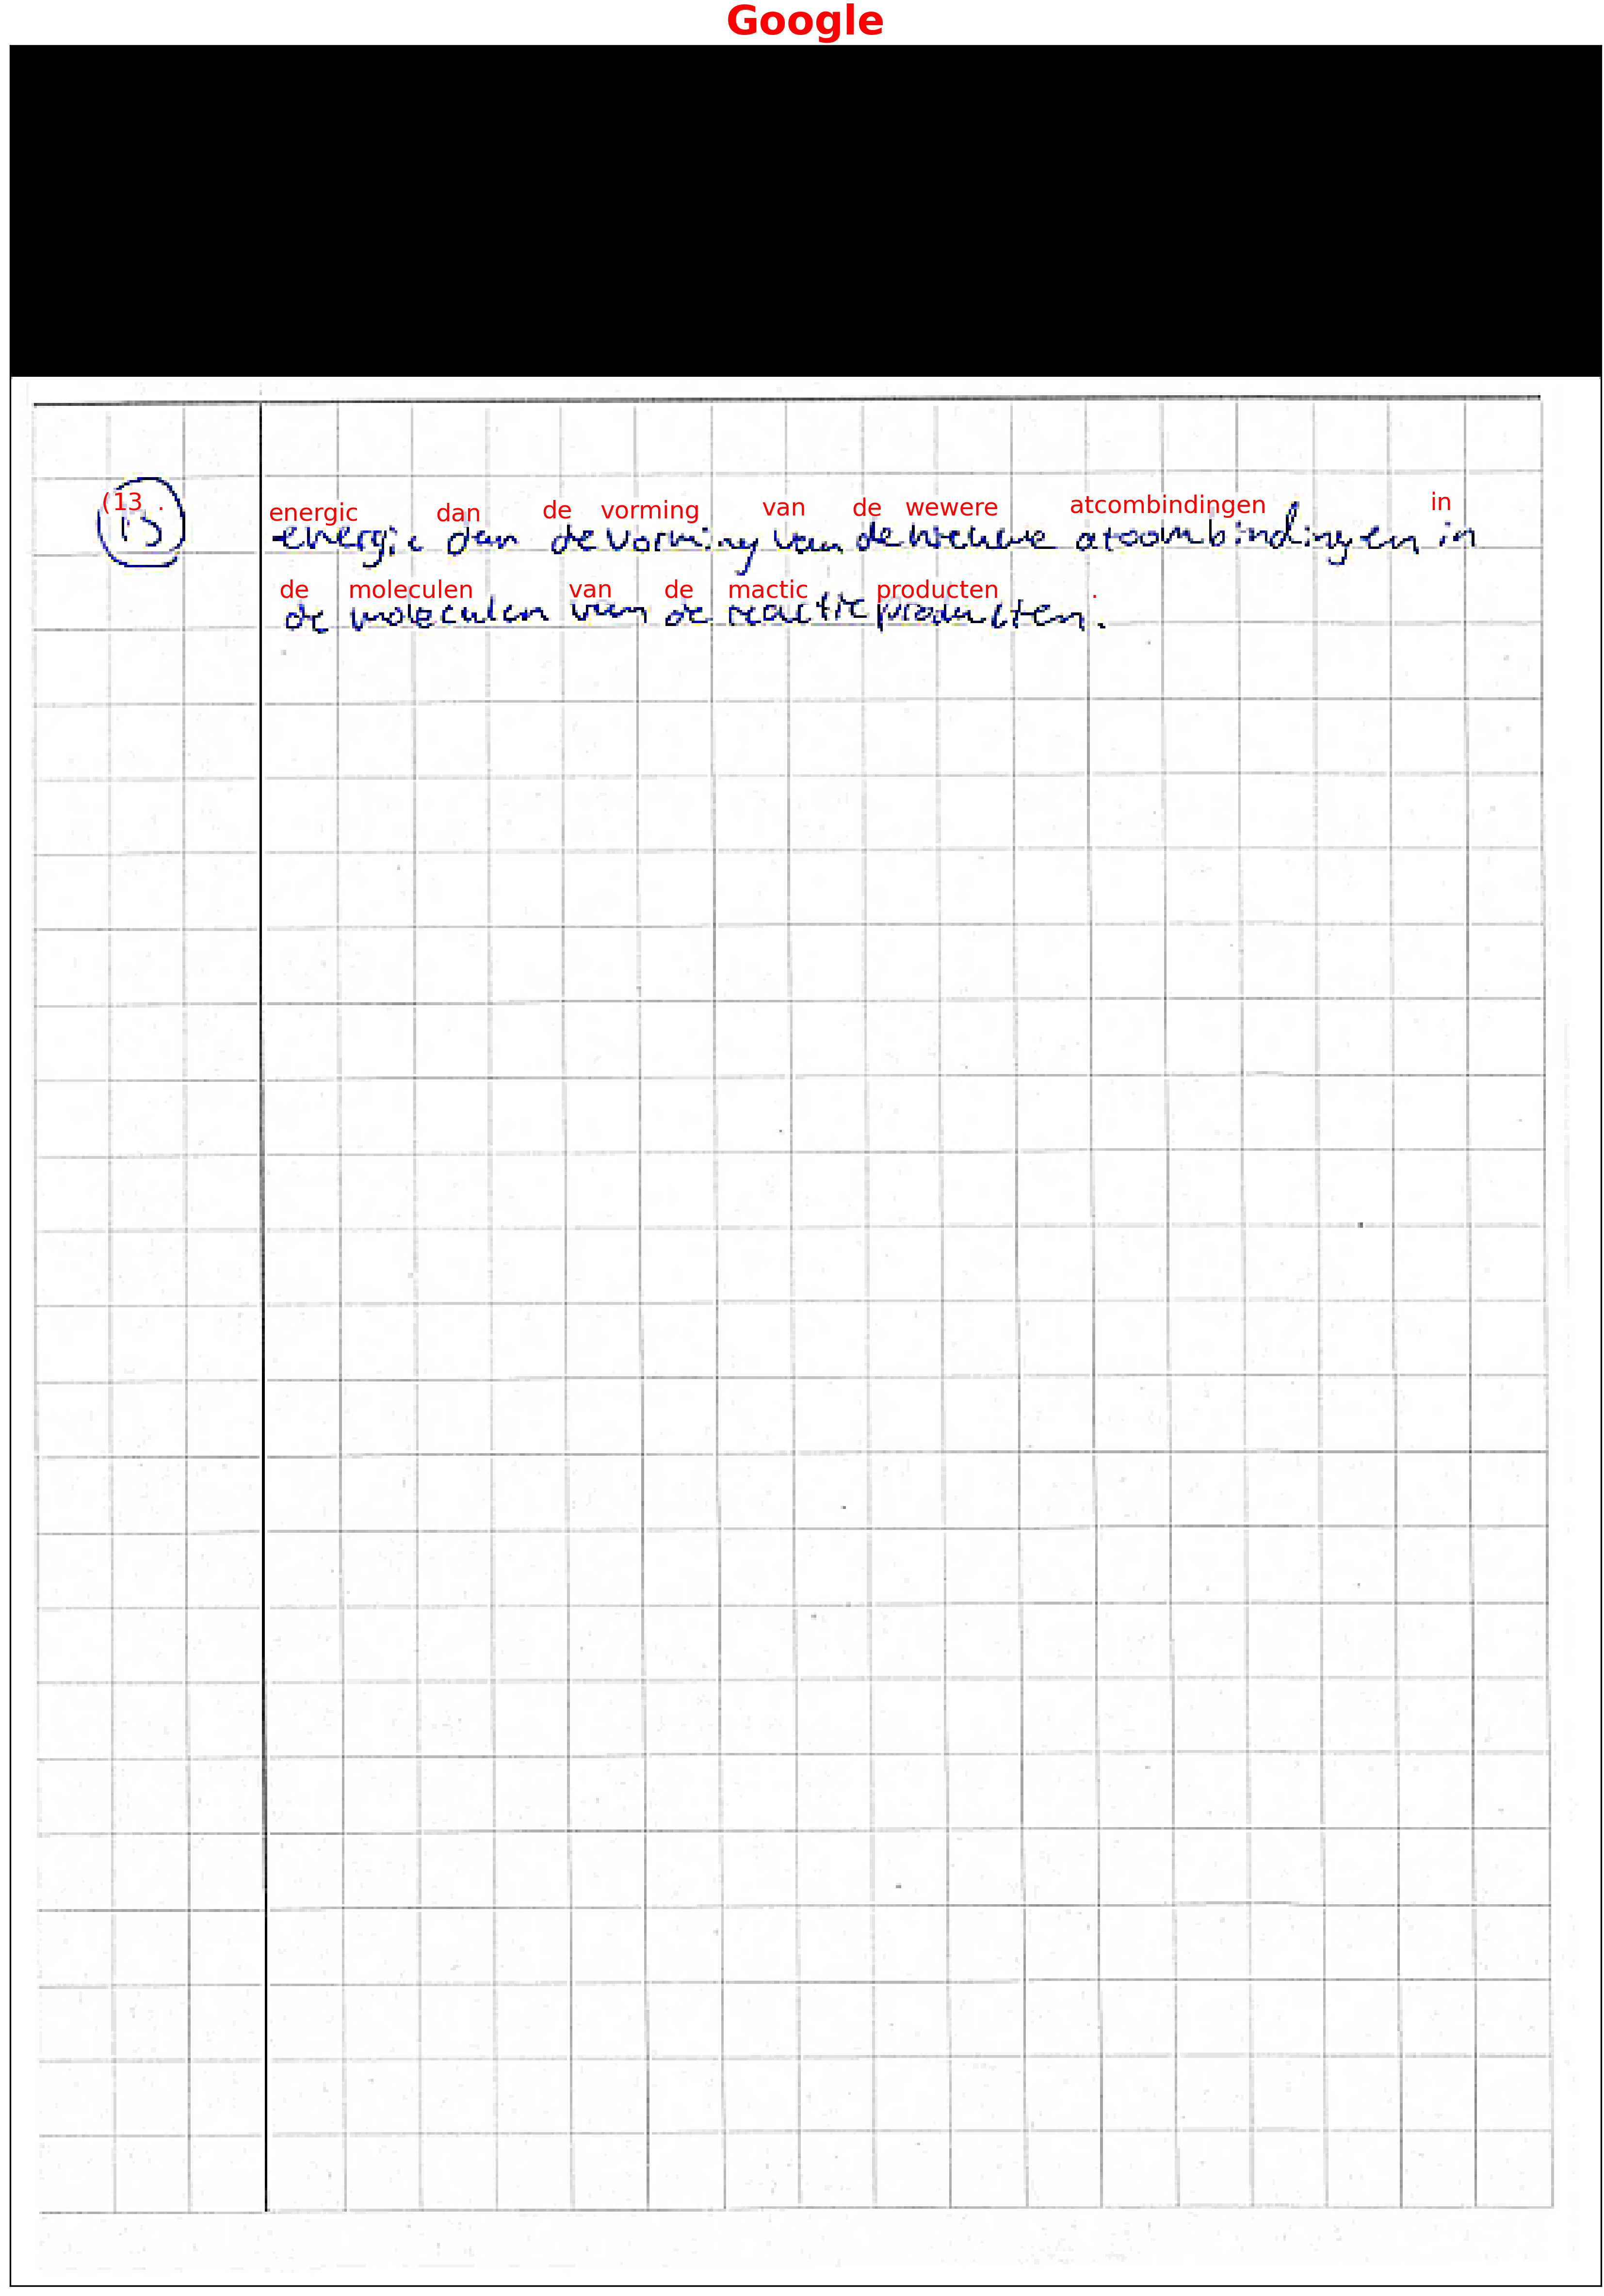 Google
(13 .
energic dan de vorming van de wewere atcombindingen in
13 energie dan de vorming van de nieuwe atoombindingen in
de moleculen van de mactic producten .
de moleculen van de reactieproducten.